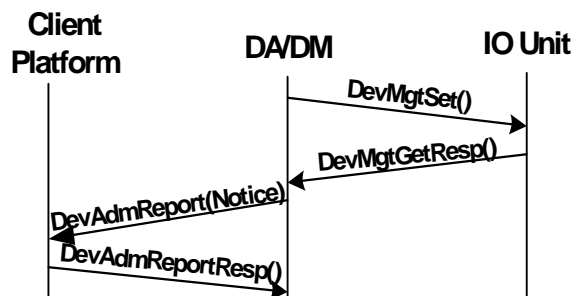 Client
Platform
DA/DM
IO Unit
DevMgtSet()
DevMgtGetResp()
DevAdmReport(Notice)
DevAdmReportResp()